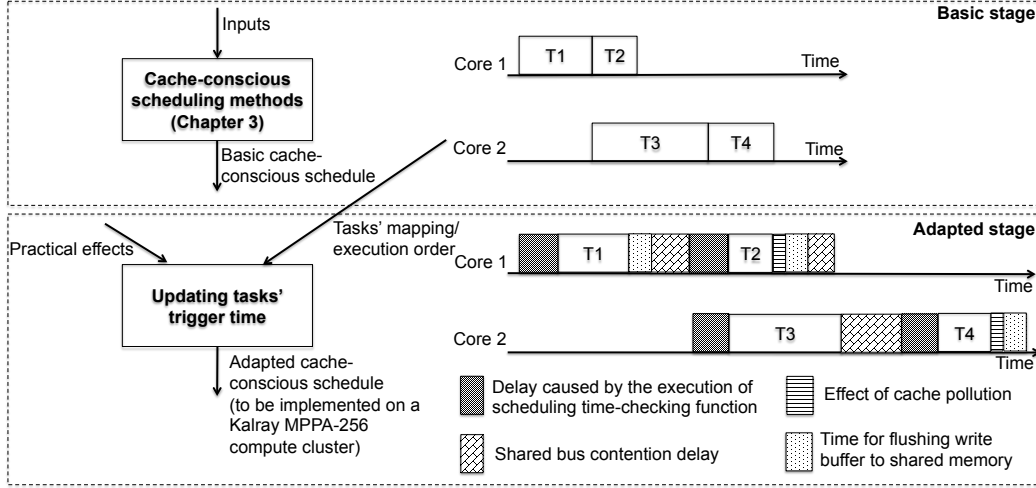 Basic stage
Inputs
Cache-conscious
scheduling methods
(Chapter 3)
Basic cache-
conscious schedule
Core 1
T1
T2
Time
Core 2
T3
T4
Time
Adapted stage
Practical effects
Tasks' mapping/
execution order
Updating tasks'
trigger time
Adapted cache-
conscious schedule
(to be implemented on a
Kalray MPPA-256
compute cluster)
Core 1
T1
T2
Time
Core 2
T3
T4
Time
Delay caused by the execution of
scheduling time-checking function
Effect of cache pollution
Shared bus contention delay
Time for flushing write
buffer to shared memory